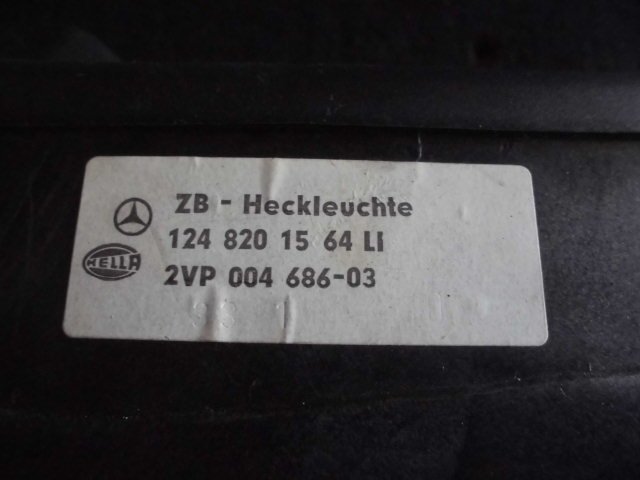 ZB - Heckleuchte
124 820 15 64 LI
HELLA
2VP 004 686-03